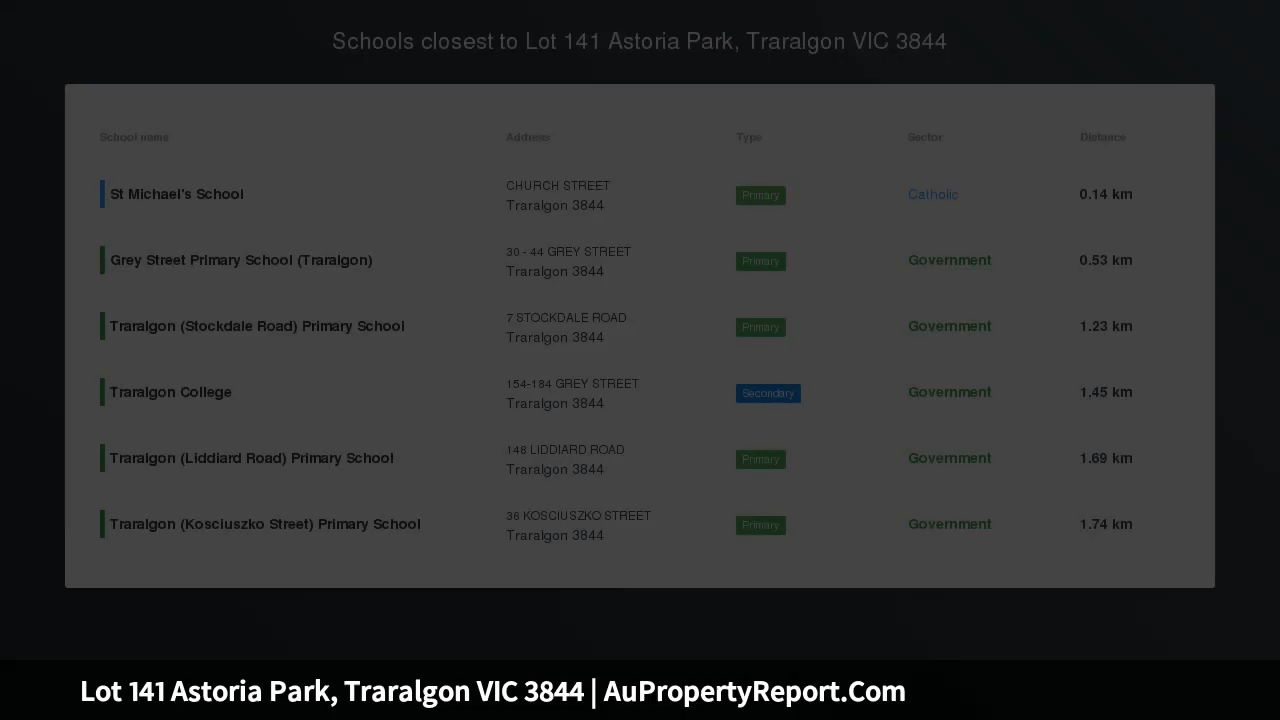 Schools closest to Lot 141 Astoria Park, Traralgon VIC 3844
School name Address Type Sector Distance
St Michael's School CHURCH STREET Traralgon 3844 Primary Catholic 0.14 km
Grey Street Primary School (Traralgon) 30 - 44 GREY STREET Traralgon 3844 Primary Government 0.53 km
Traralgon (Stockdale Road) Primary School 7 STOCKDALE ROAD Traralgon 3844 Primary Government 1.23 km
Traralgon College 154-184 GREY STREET Traralgon 3844 Secondary Government 1.45 km
Traralgon (Liddiard Road) Primary School 148 LIDDIARD ROAD Traralgon 3844 Primary Government 1.69 km
Traralgon (Kosciuszko Street) Primary School 36 KOSCIUSZKO STREET Traralgon 3844 Primary Government 1.74 km
Lot 141 Astoria Park, Traralgon VIC 3844 | AuPropertyReport.Com